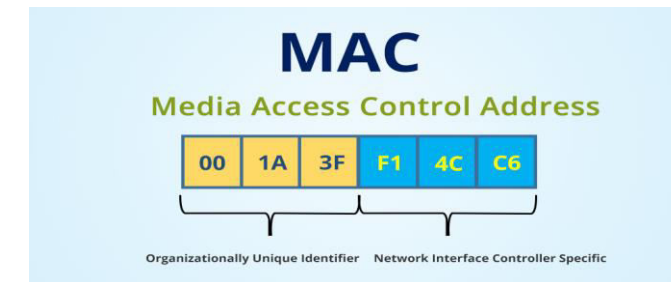 MAC
Media Access Control Address
00 1A 3F F1 4C C6
Organizationally Unique Identifier Network Interface Controller Specific